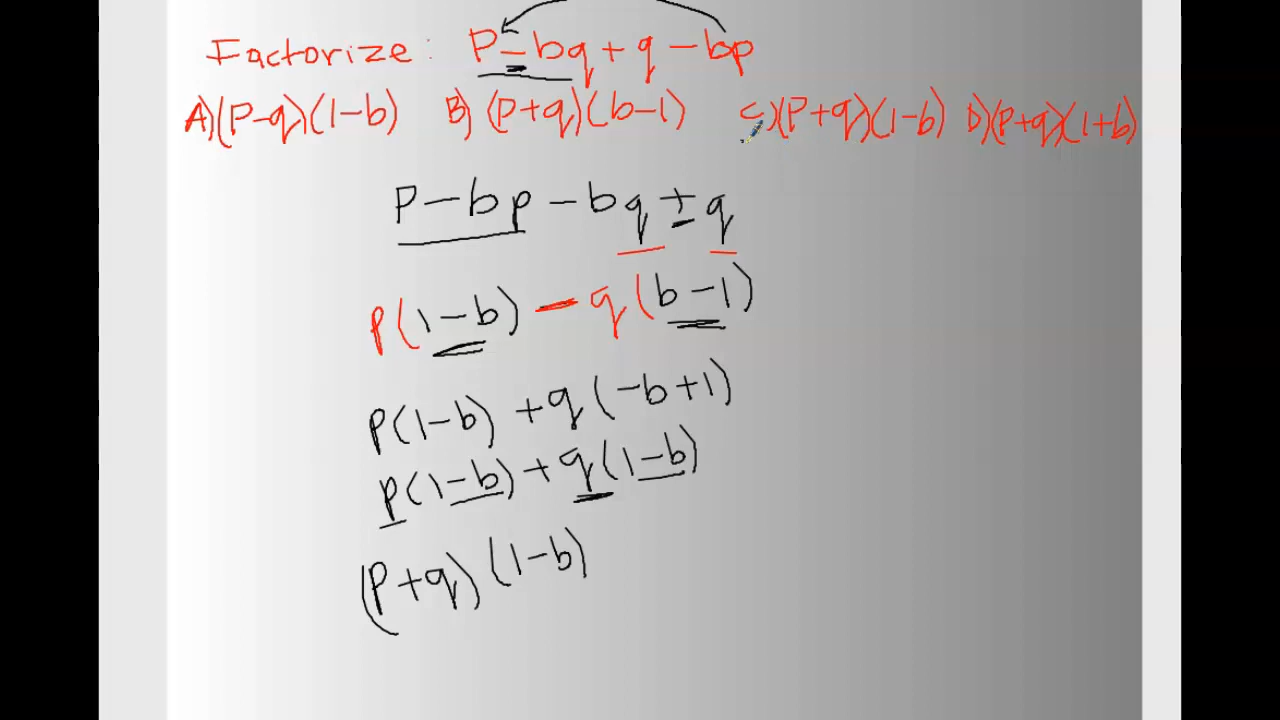 Factorize: P-bq+q-bp
A)(P-q)(1-b) B)(p+q)(b-1) C)(P+q)(1-b) D)(P+q)(1+b)
P-bp-bq+q
p(1-b)-q(b-1)
p(1-b)+q(-b+1)
p(1-b)+q(1-b)
(P+q)(1-b)